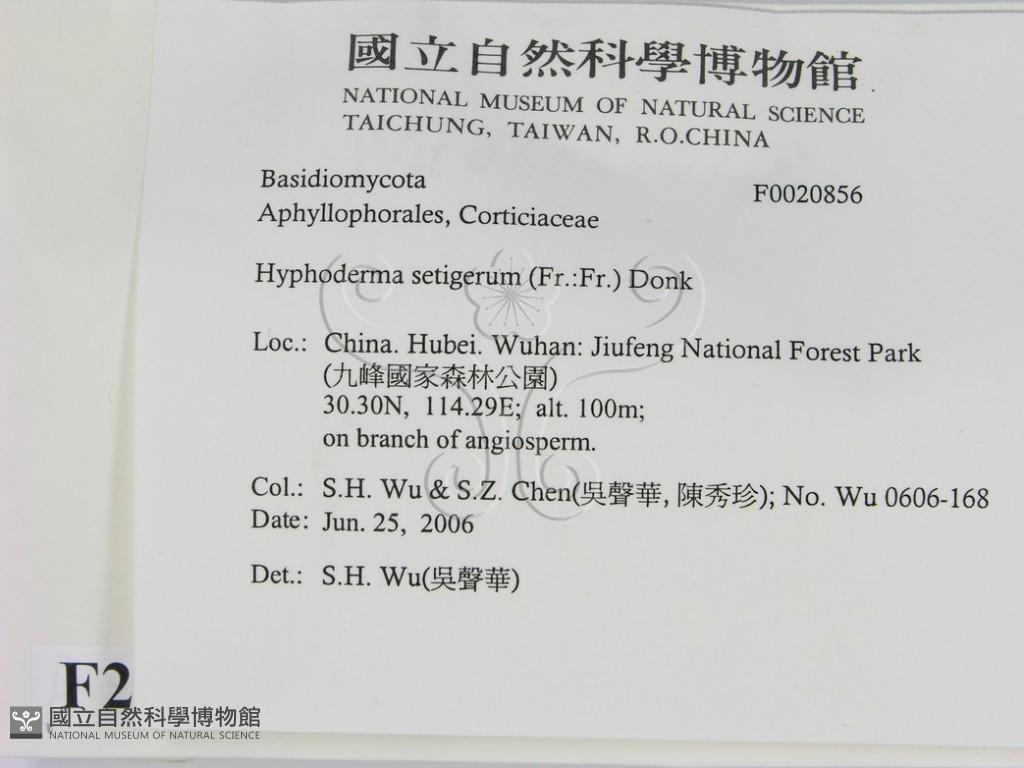 國立自然科學博物館
NATIONAL MUSEUM OF NATURAL SCIENCE
TAICHUNG, TAIWAN, R.O.CHINA
Basidiomycota F0020856
Aphyllophorales, Corticiaceae
Hyphoderma setigerum (Fr.:Fr.) Donk
Loc.: China. Hubei. Wuhan: Jiufeng National Forest Park
(九峰國家森林公園)
30.30N, 114.29E; alt. 100m;
on branch of angiosperm.
Col.: S.H. Wu & S.Z. Chen(吳聲華, 陳秀珍); No. Wu 0606-168
Date: Jun. 25, 2006
Det.: S.H. Wu(吳聲華)
F2
國立自然科學博物館
NATIONAL MUSEUM OF NATURAL SCIENCE